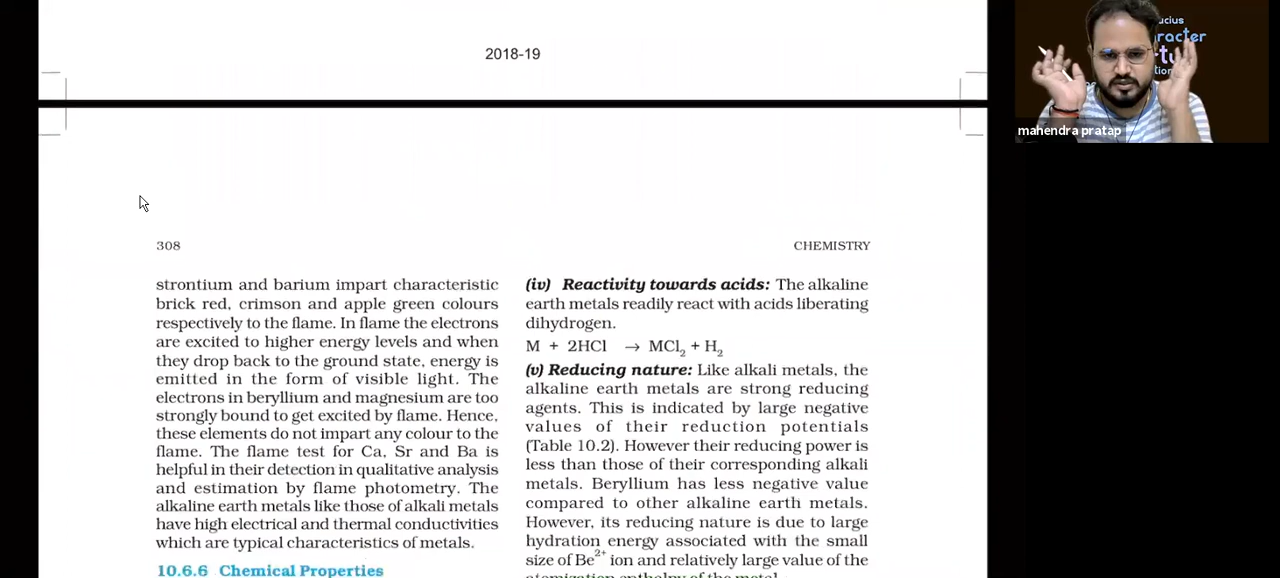 2018-19
308
CHEMISTRY
strontium and barium impart characteristic
brick red, crimson and apple green colours
respectively to the flame. In flame the electrons
are excited to higher energy levels and when
they drop back to the ground state, energy is
emitted in the form of visible light. The
electrons in beryllium and magnesium are too
strongly bound to get excited by flame. Hence,
these elements do not impart any colour to the
flame. The flame test for Ca, Sr and Ba is
helpful in their detection in qualitative analysis
and estimation by flame photometry. The
alkaline earth metals like those of alkali metals
have high electrical and thermal conductivities
which are typical characteristics of metals.
10.6.6 Chemical Properties
(iv) Reactivity towards acids: The alkaline
earth metals readily react with acids liberating
dihydrogen.
M + 2HCl → MCl₂ + H₂
(v) Reducing nature: Like alkali metals, the
alkaline earth metals are strong reducing
agents. This is indicated by large negative
values of their reduction potentials
(Table 10.2). However their reducing power is
less than those of their corresponding alkali
metals. Beryllium has less negative value
compared to other alkaline earth metals.
However, its reducing nature is due to large
hydration energy associated with the small
size of Be²⁺ ion and relatively large value of the
atomization enthalpy of the metal.
ucius
racter
rtu
tion
mahendra pratap